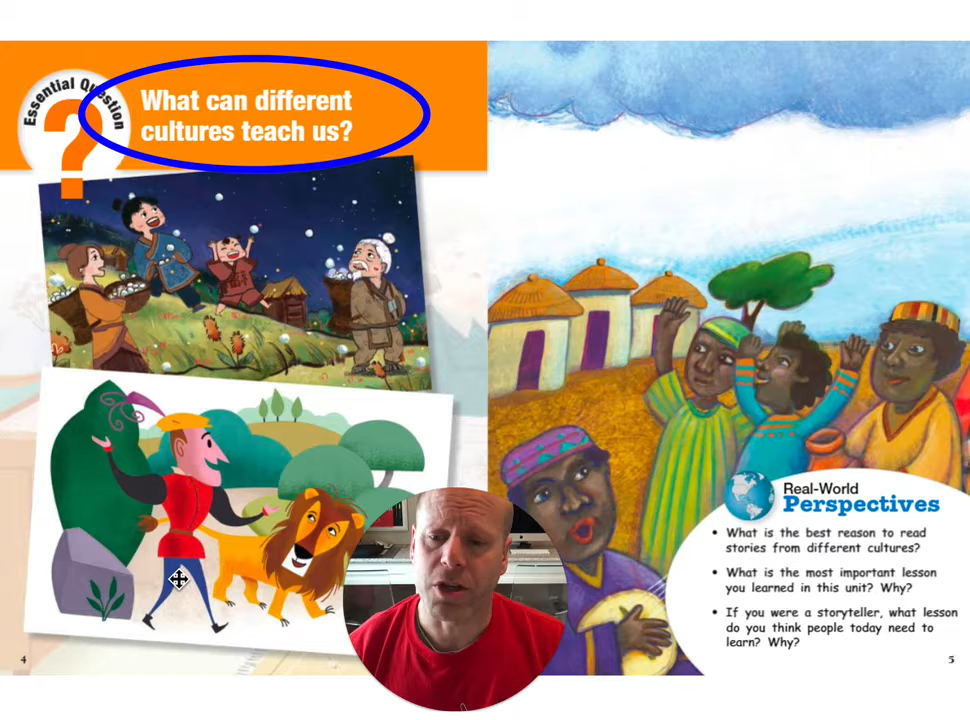 Essential Question
?
What can different
cultures teach us?
Real-World
Perspectives
• What is the best reason to read
stories from different cultures?
• What is the most important lesson
you learned in this unit? Why?
• If you were a storyteller, what lesson
do you think people today need to
learn? Why?
4
5